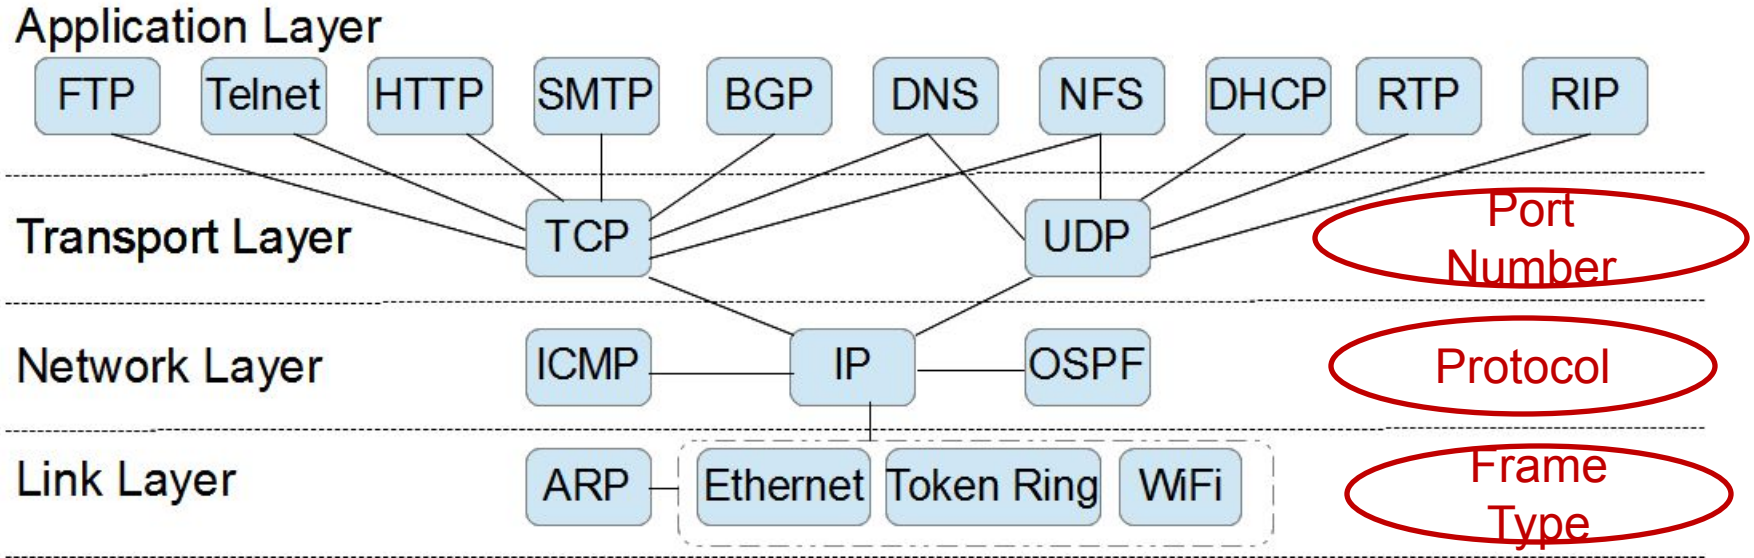 Application Layer
FTP Telnet HTTP SMTP BGP DNS NFS DHCP RTP RIP
Transport Layer TCP UDP Port
Number
Network Layer ICMP IP OSPF Protocol
Link Layer ARP Ethernet Token Ring WiFi Frame
Type